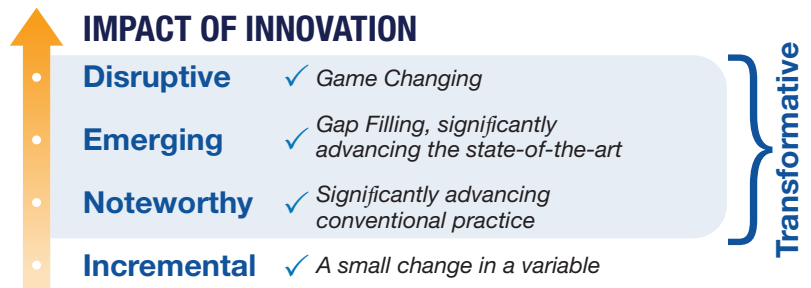 IMPACT OF INNOVATION
Disruptive ✓ Game Changing
Emerging ✓ Gap Filling, significantly
advancing the state-of-the-art
Noteworthy ✓ Significantly advancing
conventional practice
Incremental ✓ A small change in a variable
Transformative